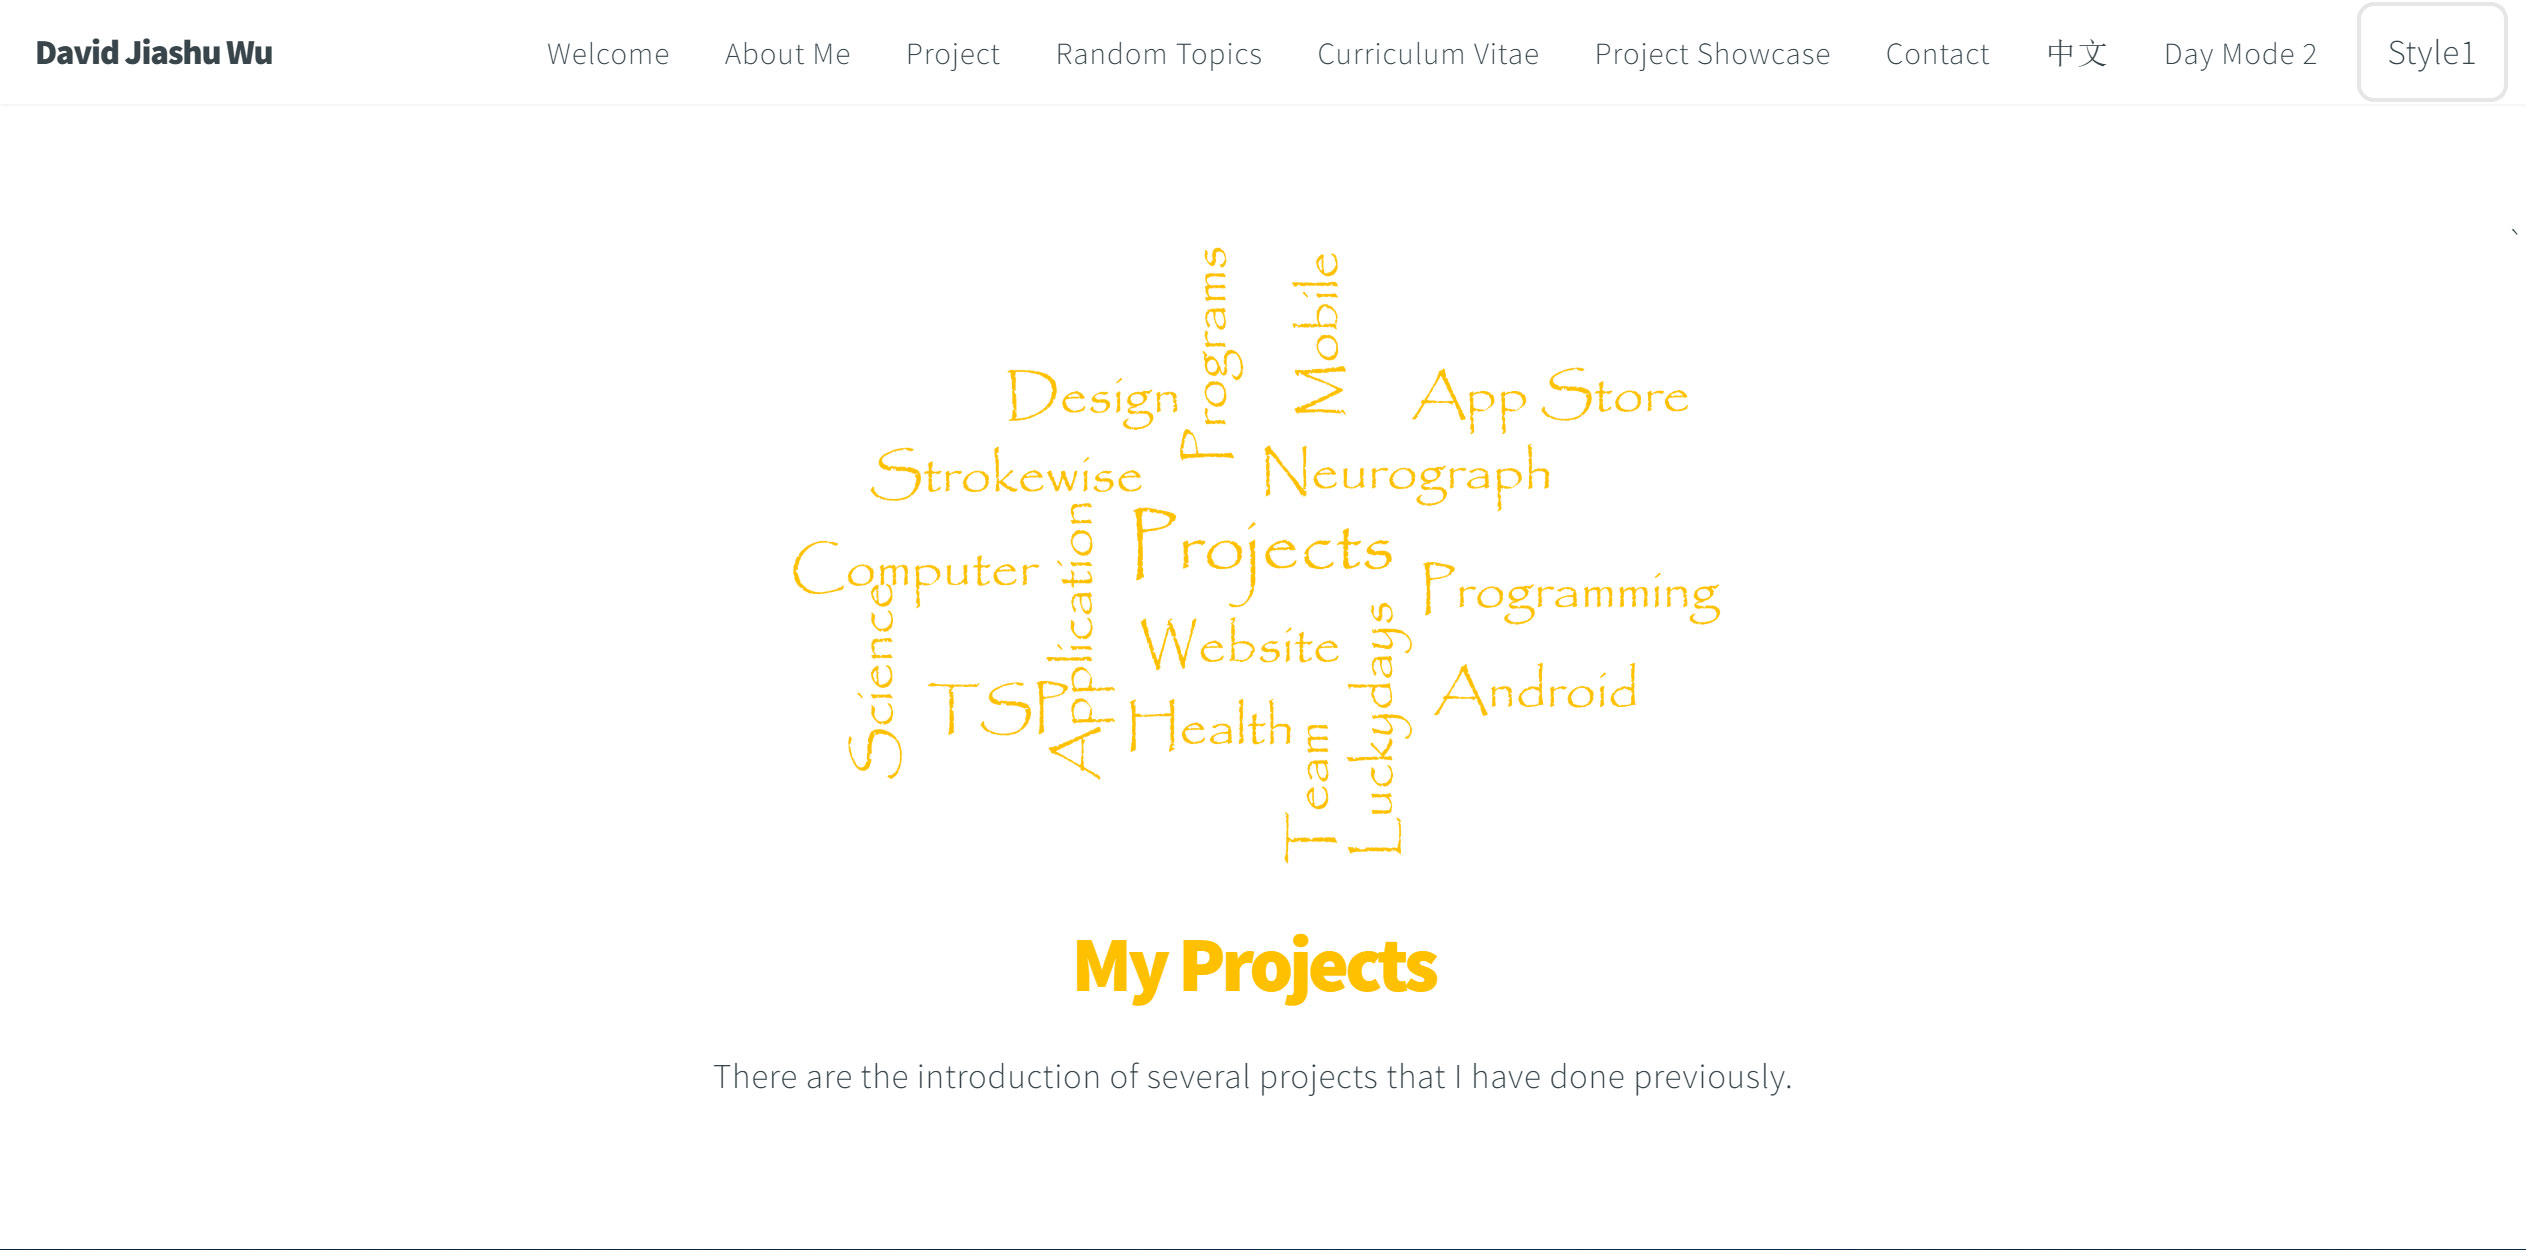 David Jiashu Wu Welcome About Me Project Random Topics Curriculum Vitae Project Showcase Contact 中文 Day Mode 2 Style1
`
Programs
Mobile
Design
App Store
Strokewise
Neurograph
Application
Projects
Computer
Programming
Science
Website
Luckydays
TSP
Health
Android
Team
My Projects
There are the introduction of several projects that I have done previously.